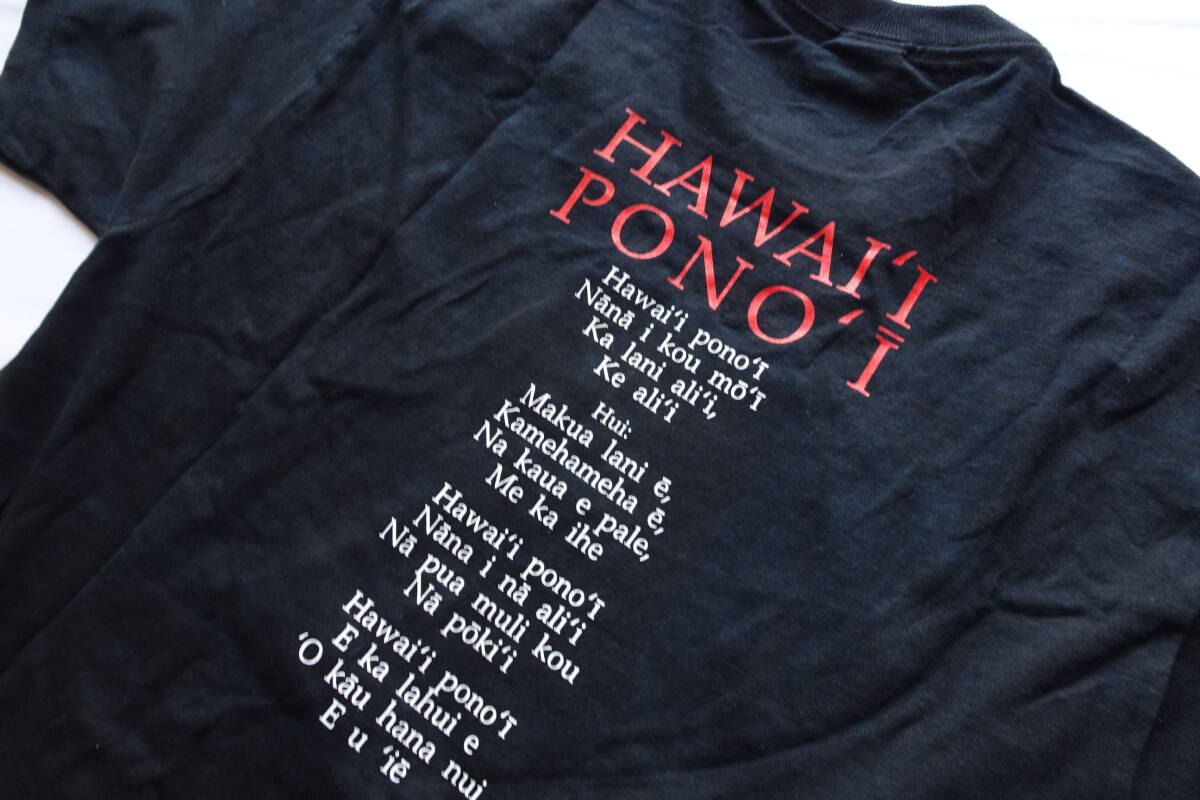 HAWAI‘I
PONO‘Ī
Hawai‘i pono‘ī
Nānā i kou mō‘ī
Ka lani ali‘i,
Ke ali‘i
Hui:
Makua lani ē,
Kamehameha ē,
Na kaua e pale,
Me ka ihe
Hawai‘i pono‘ī
Nāna i nā ali‘i
Nā pua muli kou
Nā pōki‘i
Hawai‘i pono‘ī
E ka lahui e
‘O kāu hana nui
E u ‘iē